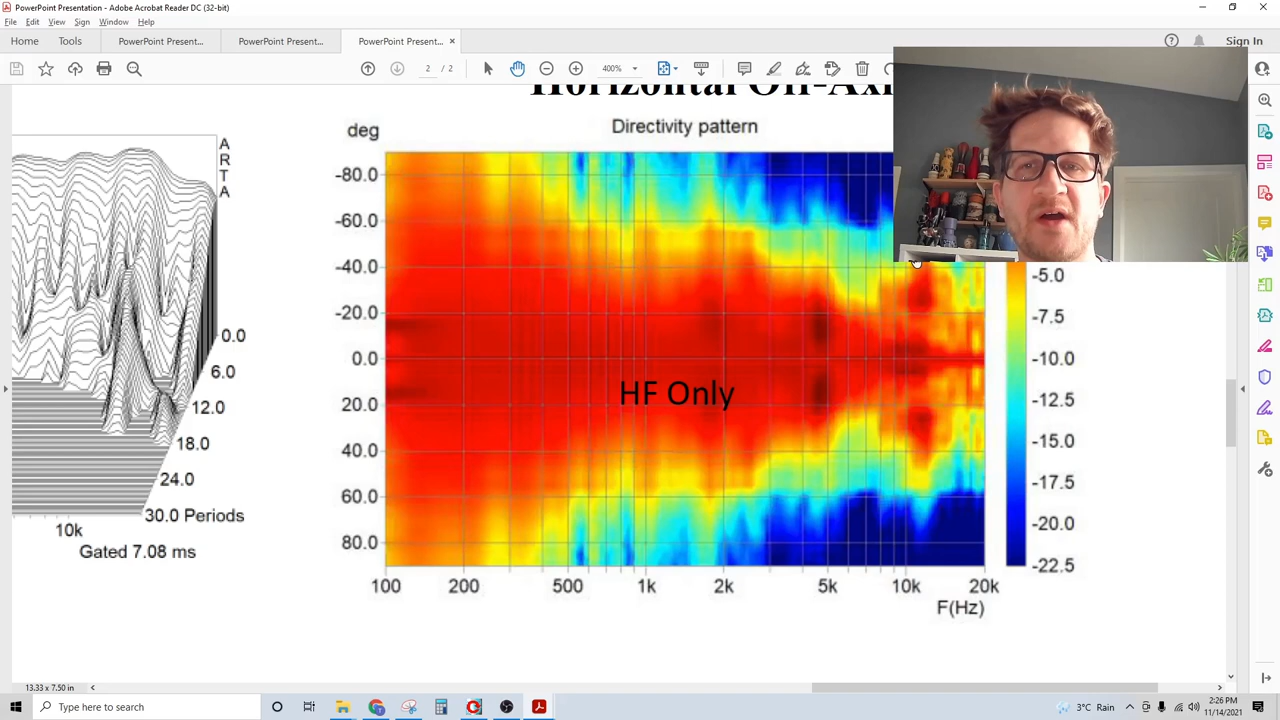 PowerPoint Presentation - Adobe Acrobat Reader DC (32-bit)
File Edit View Sign Window Help
Home Tools PowerPoint Present... PowerPoint Present... PowerPoint Present... × Sign In
2 / 2 400%
Horizontal Off-Axi
Directivity pattern
deg
A
R
T
A
-80.0
-60.0
-40.0
-20.0
0.0
20.0
40.0
60.0
80.0
HF Only
100 200 500 1k 2k 5k 10k 20k
F(Hz)
-5.0
-7.5
-10.0
-12.5
-15.0
-17.5
-20.0
-22.5
0.0
6.0
12.0
18.0
24.0
30.0 Periods
10k
Gated 7.08 ms
13.33 x 7.50 in
Type here to search
3°C Rain
2:26 PM
11/14/2021